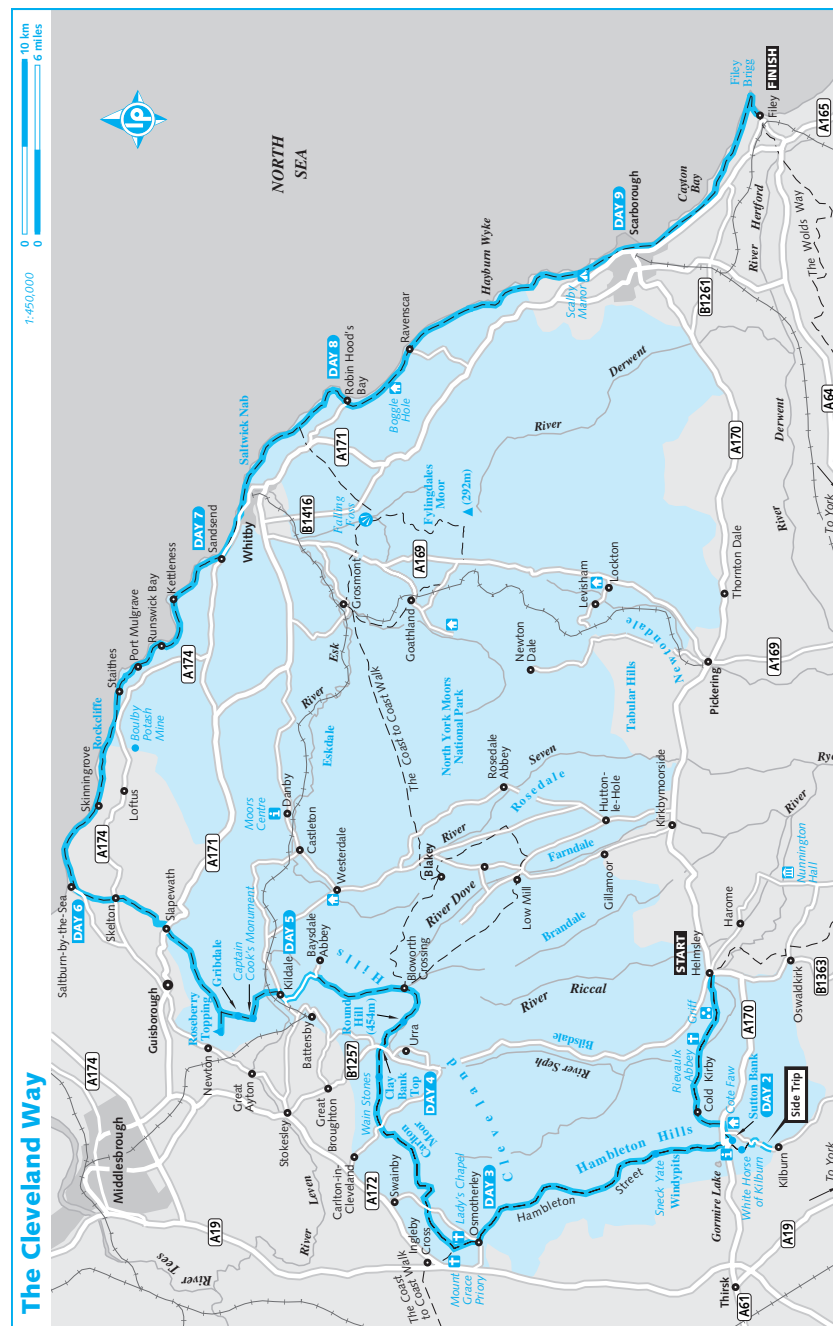 The Cleveland Way
1:450,000
0
10 km
0
6 miles
lp
NORTH
SEA
Middlesbrough
A174
A19
River
Tees
Guisborough
Saltburn-by-the-Sea
DAY 6
Skelton
Slapewath
Skinningrove
A174
Loftus
Rockcliffe
Boulby
Potash
Mine
Staithes
Port Mulgrave
Runswick Bay
Kettleness
A174
DAY 7
Sandsend
Whitby
Saltwick Nab
A171
Roseberry
Topping
Gribdale
Captain
Cook's Monument
Newton
Great
Ayton
Stokesley
Great
Broughton
Battersby
Kildale
DAY 5
Baysdale
Abbey
Westerdale
Castleton
Danby
Moors
Centre
River
Esk
Eskdale
Grosmont
B1416
A171
Falling
Foss
DAY 8
Robin Hood's
Bay
Boggle
Hole
Ravenscar
Hayburn Wyke
Fylingdales
Moor
(292m)
A169
Goathland
The Coast to Coast Walk
North York Moors
National Park
River
Leven
Carlton-in-
Cleveland
B1257
A172
Swainby
Ingleby
Cross
The Coast Walk
to Coast Walk
Wain Stones
Carlton
Moor
Clay
Bank
Top
DAY 4
Urra
Round
Hill
(454m)
Bloworth
Crossing
Cleveland
Hills
Blakey
River Dove
Low Mill
Farndale
Gillamoor
Rosedale
Abbey
Rosedale
River
Seven
Hutton-
le-Hole
Kirkbymoorside
Brandale
Newton
Dale
Newtondale
Levisham
Lockton
Tabular Hills
Pickering
Thornton Dale
A170
A169
River
Derwent
River
Derwent
Scalby
Manor
DAY 9
Scarborough
Cayton
Bay
B1261
River
Hertford
The Wolds Way
A64
To York
Filey
Brigg
Filey
FINISH
A165
Mount
Grace
Priory
Lady's Chapel
Osmotherley
DAY 3
Hambleton
Street
Hambleton Hills
Sneck Yate
Windypits
River Seph
Bilsdale
River
Riccal
START
Helmsley
Griff
Rievaulx
Abbey
Cold Kirby
Cote Faw
Sutton Bank
DAY 2
Side Trip
Gormire Lake
White Horse
of Kilburn
Kilburn
A170
Harome
Oswaldkirk
B1363
Nunnington
Hall
River
Rye
Thirsk
A61
A19
To York